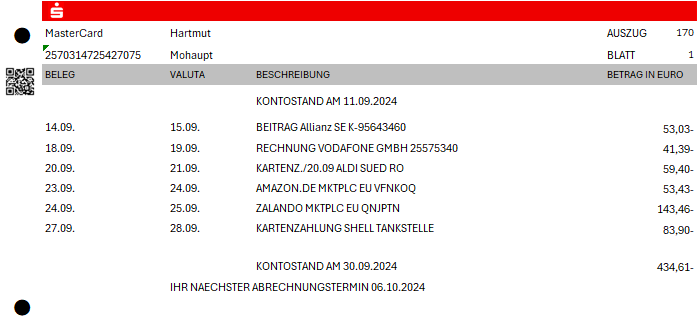 MasterCard Hartmut AUSZUG 170
2570314725427075 Mohaupt BLATT 1
BELEG VALUTA BESCHREIBUNG BETRAG IN EURO
KONTOSTAND AM 11.09.2024
14.09. 15.09. BEITRAG Allianz SE K-95643460 53,03-
18.09. 19.09. RECHNUNG VODAFONE GMBH 25575340 41,39-
20.09. 21.09. KARTENZ./20.09 ALDI SUED RO 59,40-
23.09. 24.09. AMAZON.DE MKTPLC EU VFNKOQ 53,43-
24.09. 25.09. ZALANDO MKTPLC EU QNJPTN 143,46-
27.09. 28.09. KARTENZAHLUNG SHELL TANKSTELLE 83,90-
KONTOSTAND AM 30.09.2024 434,61-
IHR NAECHSTER ABRECHNUNGSTERMIN 06.10.2024